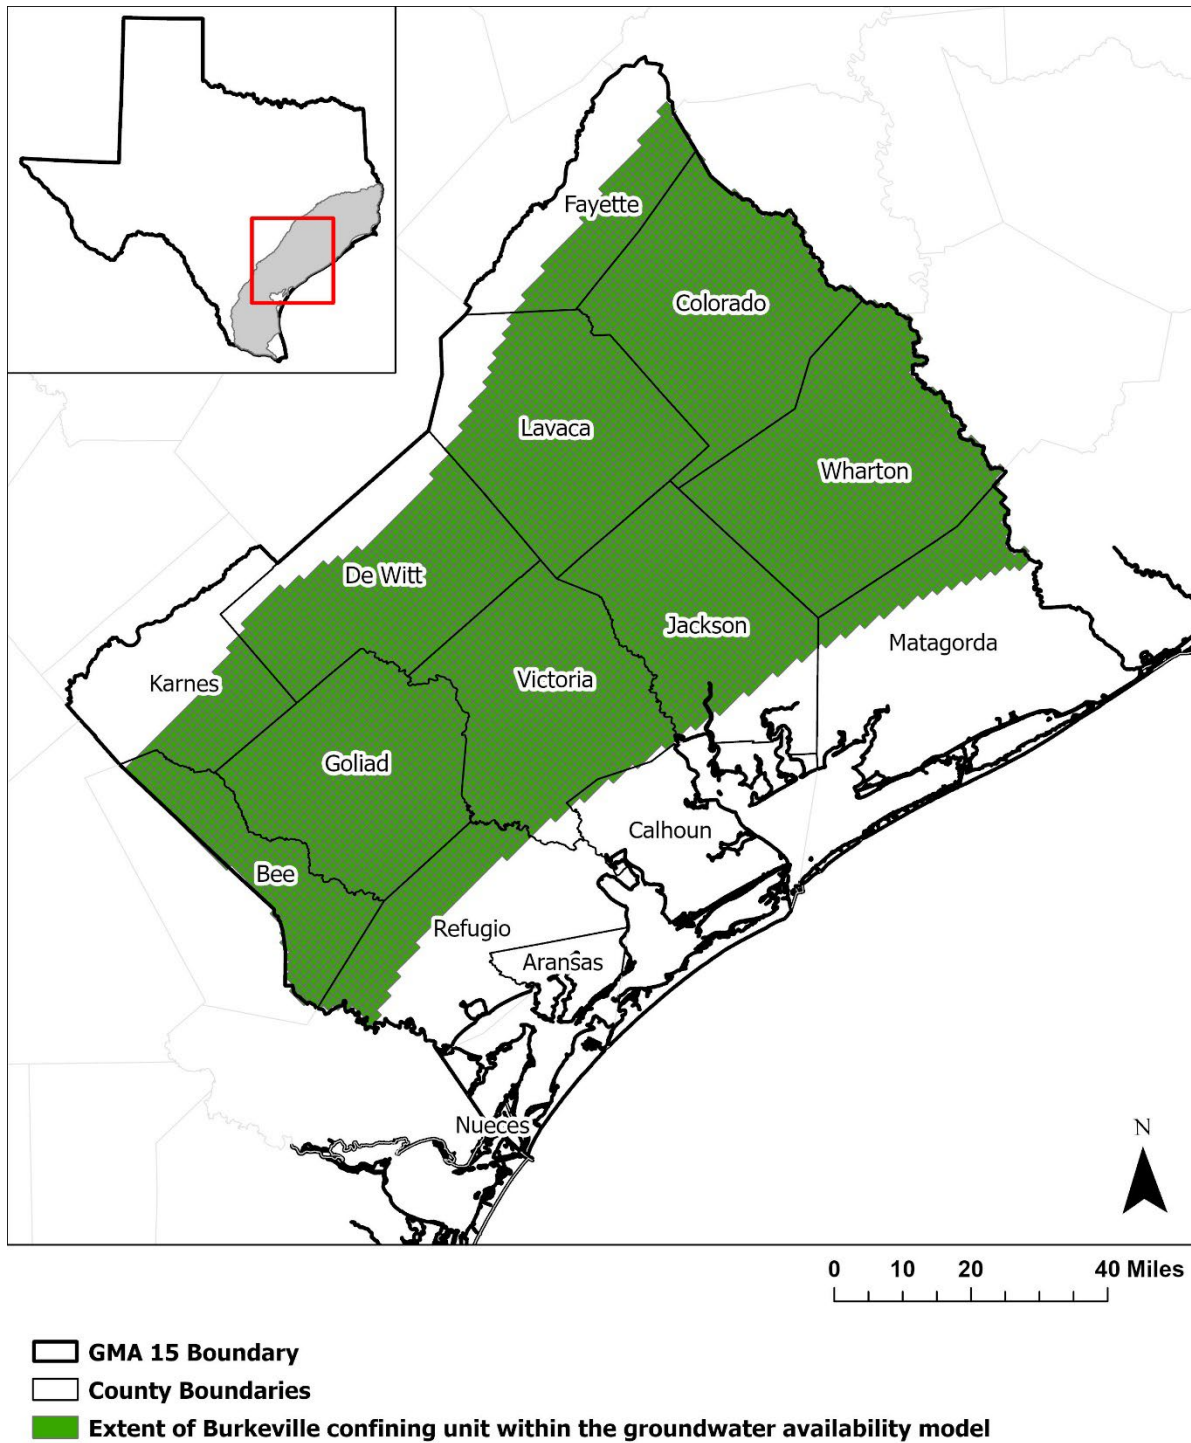 Fayette
Colorado
Lavaca
Wharton
De Witt
Jackson
Matagorda
Karnes
Victoria
Goliad
Calhoun
Bee
Refugio
Aransas
Nueces
N
0 10 20 40 Miles
GMA 15 Boundary
County Boundaries
Extent of Burkeville confining unit within the groundwater availability model